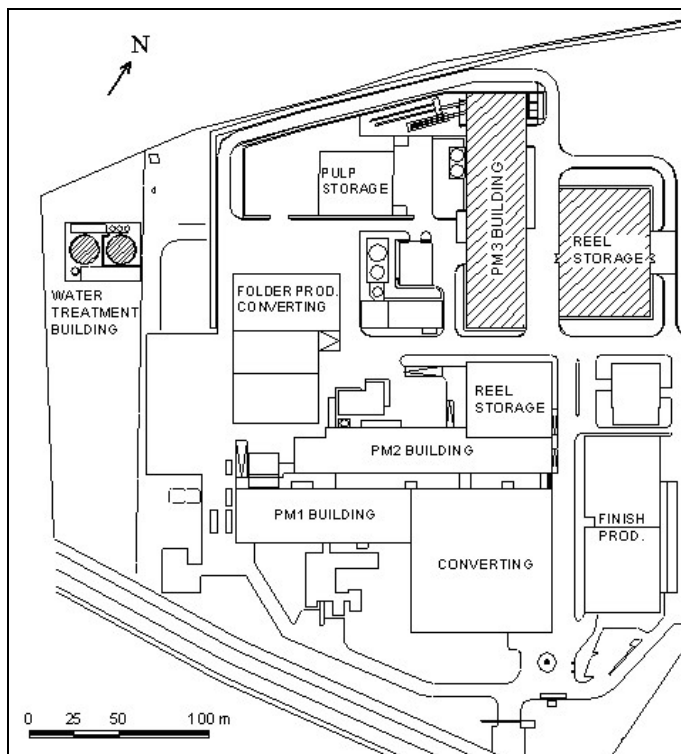 N
PULP
STORAGE
PM3 BUILDING
REEL
STORAGE
WATER
TREATMENT
BUILDING
FOLDER PROD.
CONVERTING
REEL
STORAGE
PM2 BUILDING
PM1 BUILDING
FINISH
PROD.
CONVERTING
0 25 50 100 m